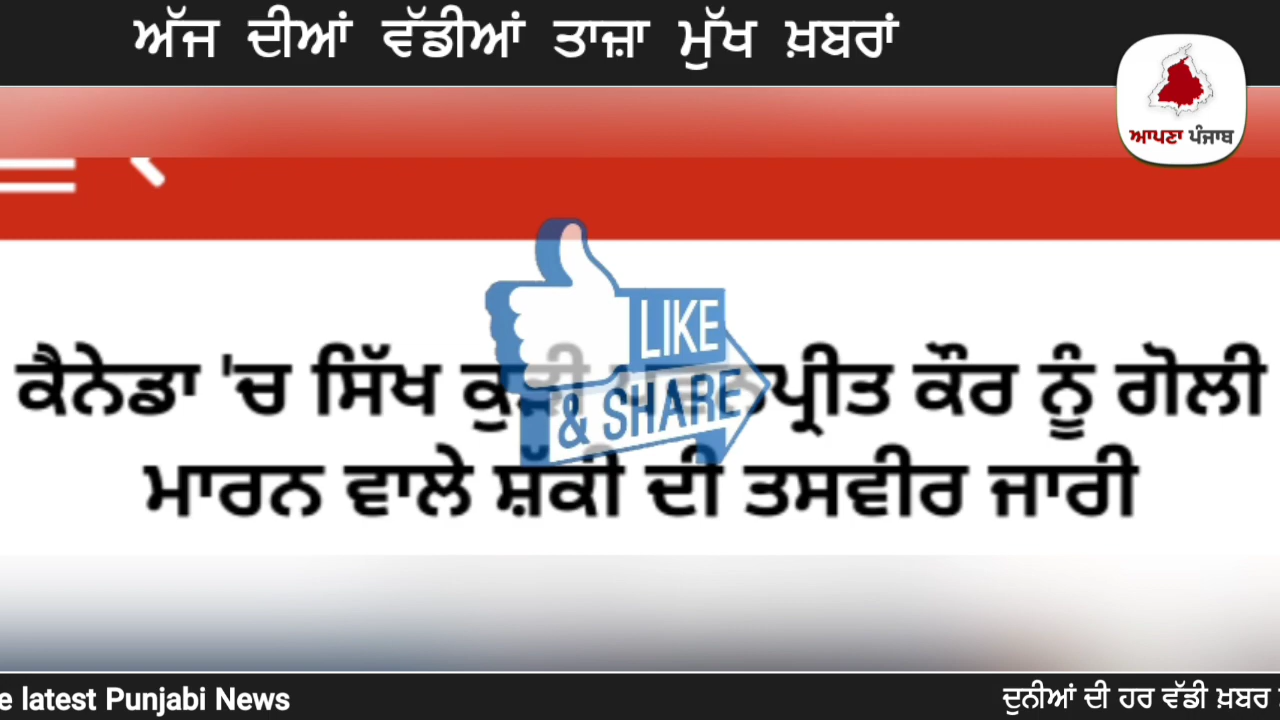 ਅੱਜ ਦੀਆਂ ਵੱਡੀਆਂ ਤਾਜ਼ਾ ਮੁੱਖ ਖ਼ਬਰਾਂ
ਆਪਣਾ ਪੰਜਾਬ
LIKE
& SHARE
ਕੈਨੇਡਾ 'ਚ ਸਿੱਖ ਕੌਰ ਨੂੰ ਗੋਲੀ
ਮਾਰਨ ਵਾਲੇ ਸ਼ੱਕੀ ਦੀ ਤਸਵੀਰ ਜਾਰੀ
latest Punjabi News
ਦੁਨੀਆਂ ਦੀ ਹਰ ਵੱਡੀ ਖ਼ਬਰ